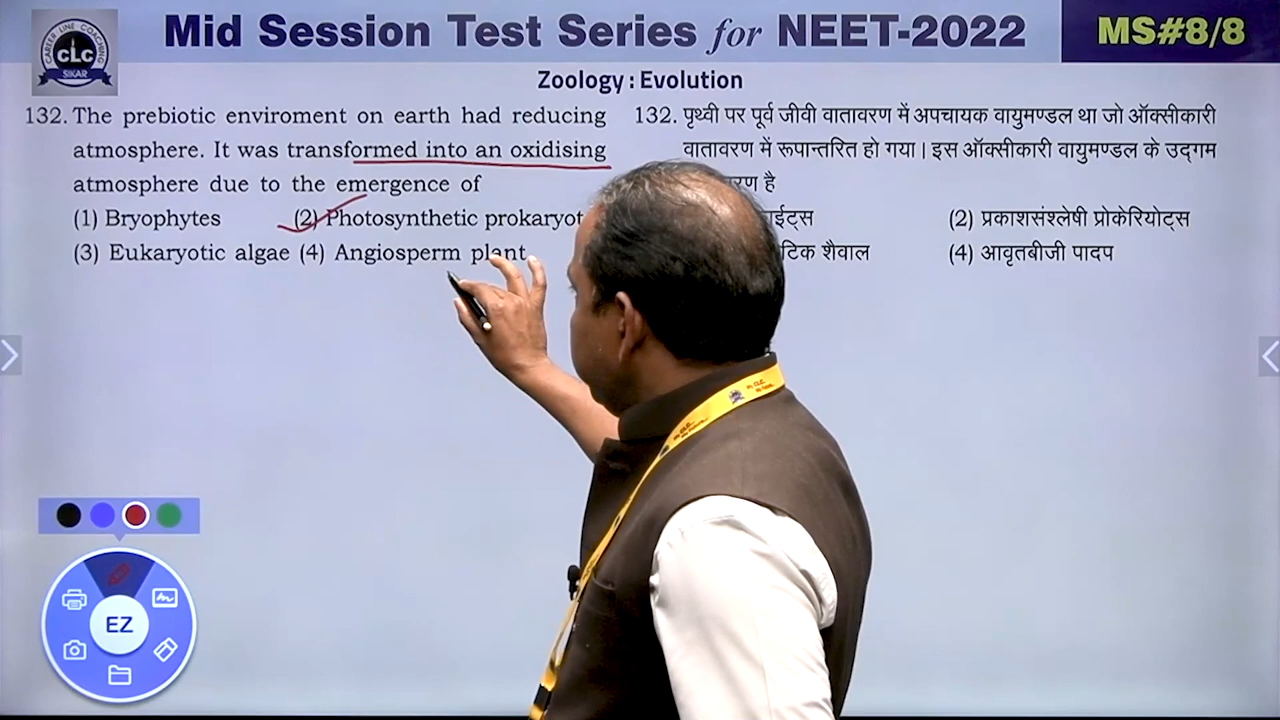 Mid Session Test Series for NEET-2022
MS#8/8
CAREER LINE COACHING
CLC
SIKAR
Zoology : Evolution
132. The prebiotic enviroment on earth had reducing
atmosphere. It was transformed into an oxidising
atmosphere due to the emergence of
(1) Bryophytes (2) Photosynthetic
(3) Eukaryotic algae (4) Angiosperm plant
132. पृथ्वी पर पूर्व जीवी वातावरण में अपचायक वायुमण्डल था जो ऑक्सीकारी
वातावरण में रूपान्तरित हो गया। इस ऑक्सीकारी वायुमण्डल के उद्गम
है
(2) प्रकाशसंश्लेषी प्रोकेरियोट्स
शैवाल (4) आवृतबीजी पादप
EZ